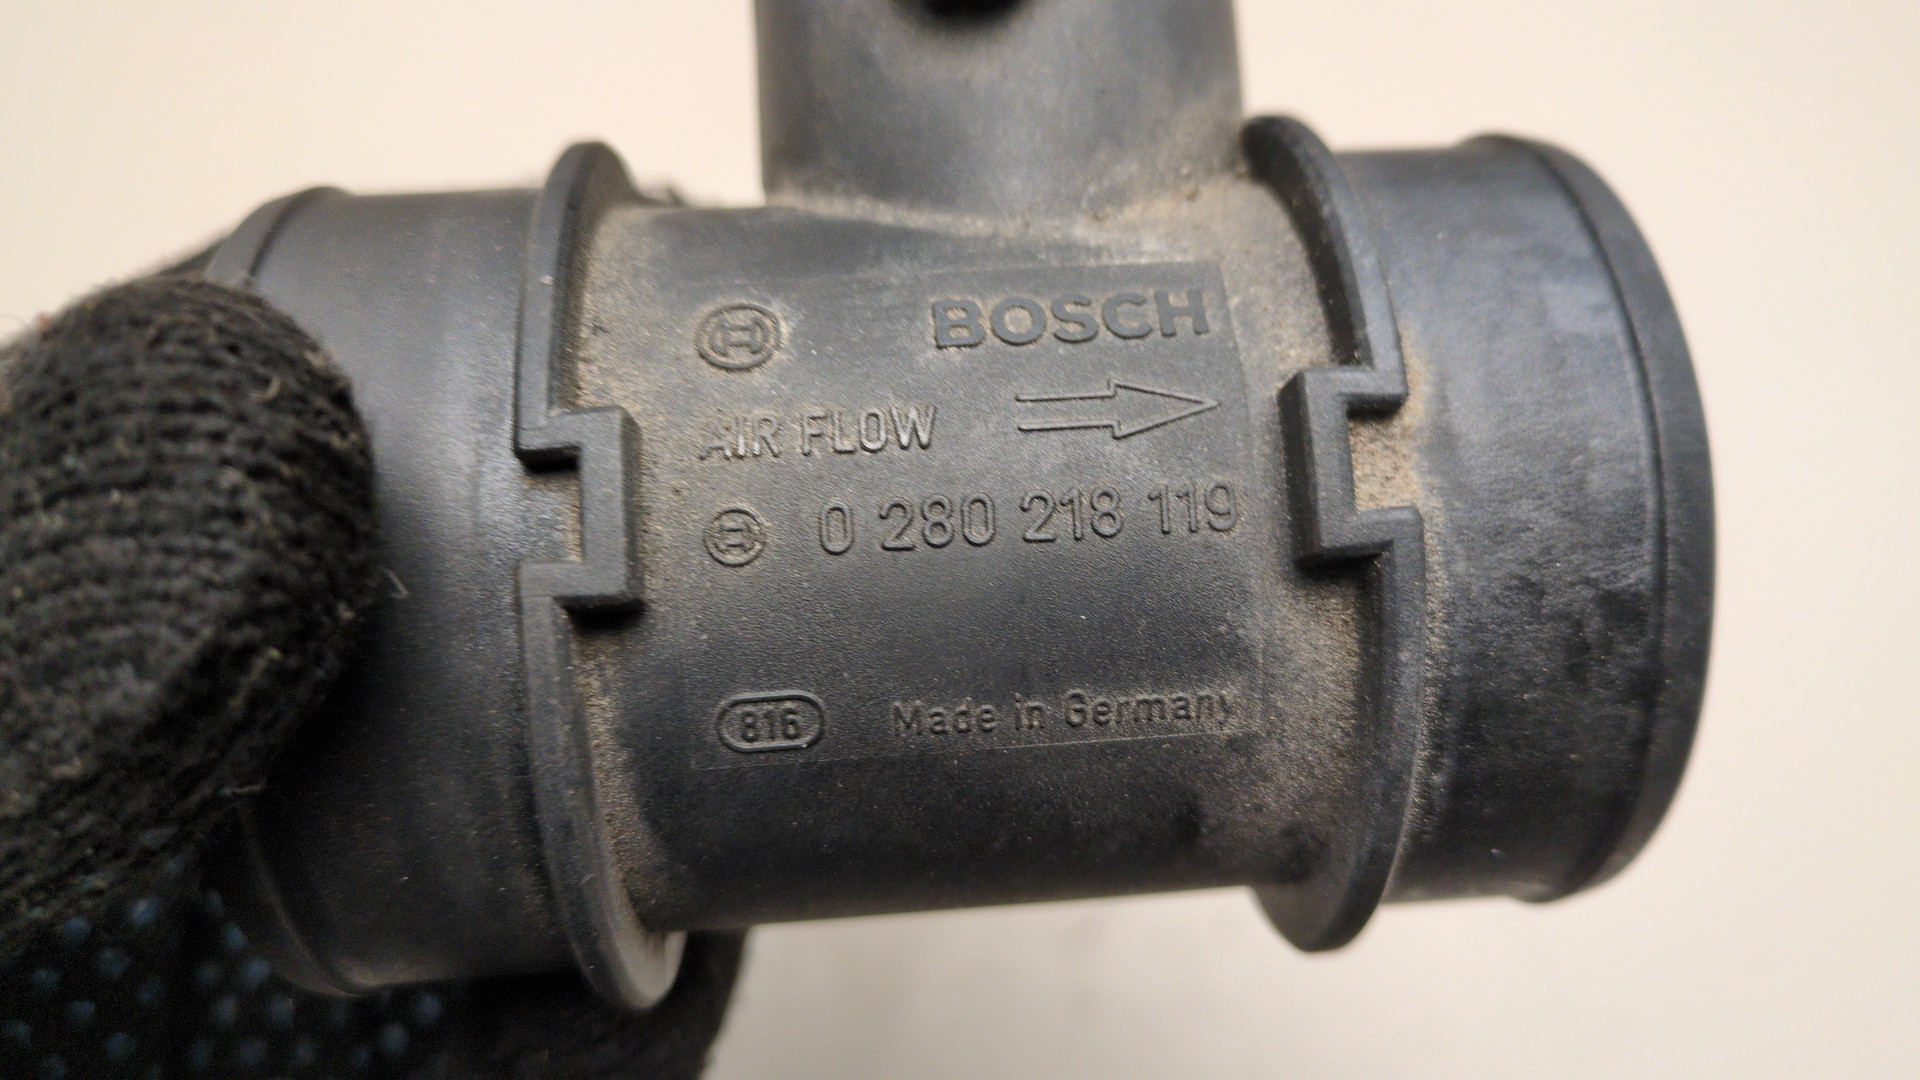 BOSCH
AIR FLOW
0 280 218 119
816 Made in Germany